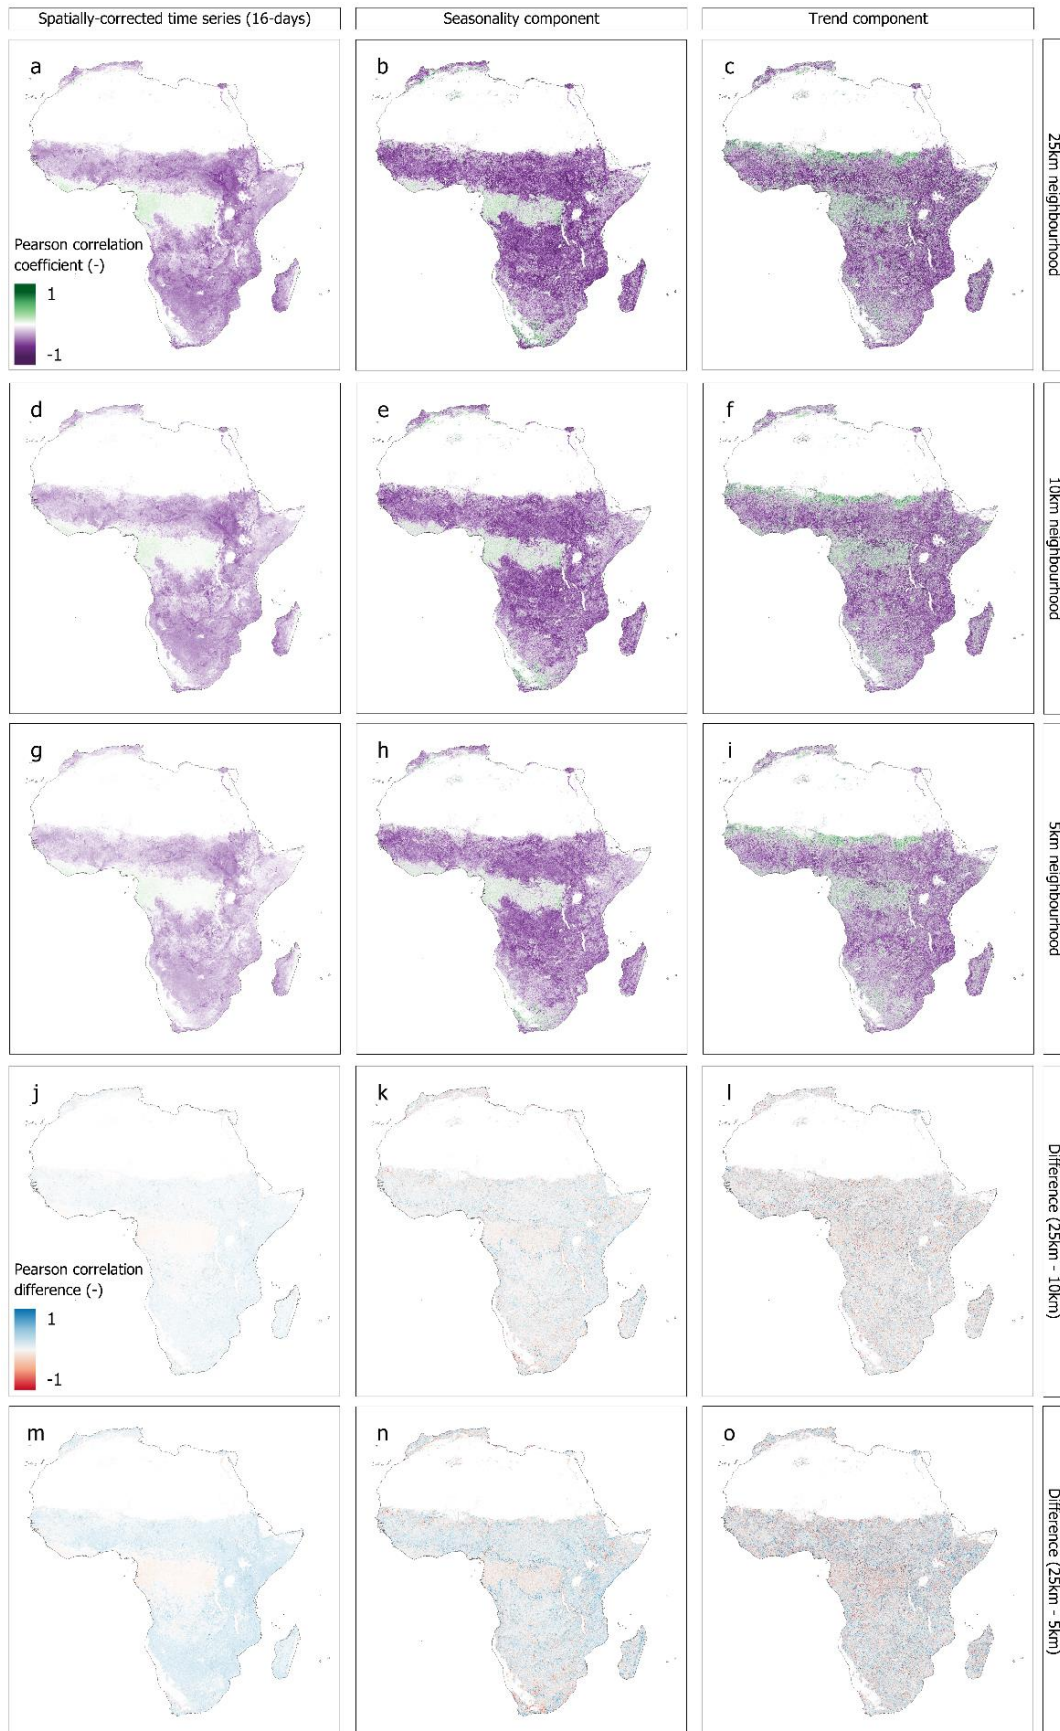 Spatially-corrected time series (16-days)
Seasonality component
Trend component
a
b
c
Pearson correlation
coefficient (-)
1
-1
25km neighbourhood
d
e
f
10km neighbourhood
g
h
i
5km neighbourhood
j
k
l
Pearson correlation
difference (-)
1
-1
Difference (25km - 10km)
m
n
o
Difference (25km - 5km)